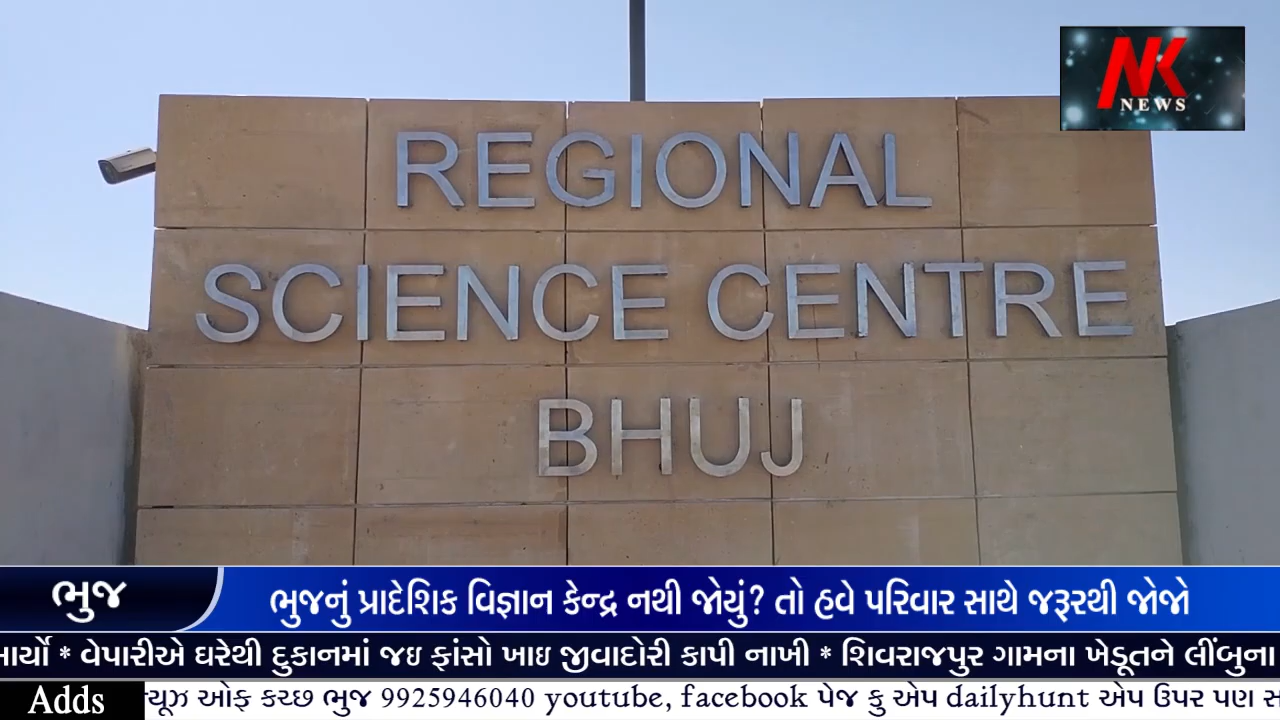 NK
NEWS
REGIONAL
SCIENCE CENTRE
BHUJ
ભુજ
ભુજનું પ્રાદેશિક વિજ્ઞાન કેન્દ્ર નથી જોયું? તો હવે પરિવાર સાથે જરૂરથી જોજો
* વેપારીએ ઘરેથી દુકાનમાં જઇ ફાંસો ખાઇ જીવાદોરી કાપી નાખી * શિવરાજપુર ગામના ખેડૂતને લીંબુના
Adds
ન્યૂઝ ઓફ કચ્છ ભુજ 9925946040 youtube, facebook પેજ કુ એપ dailyhunt એપ ઉપર પણ